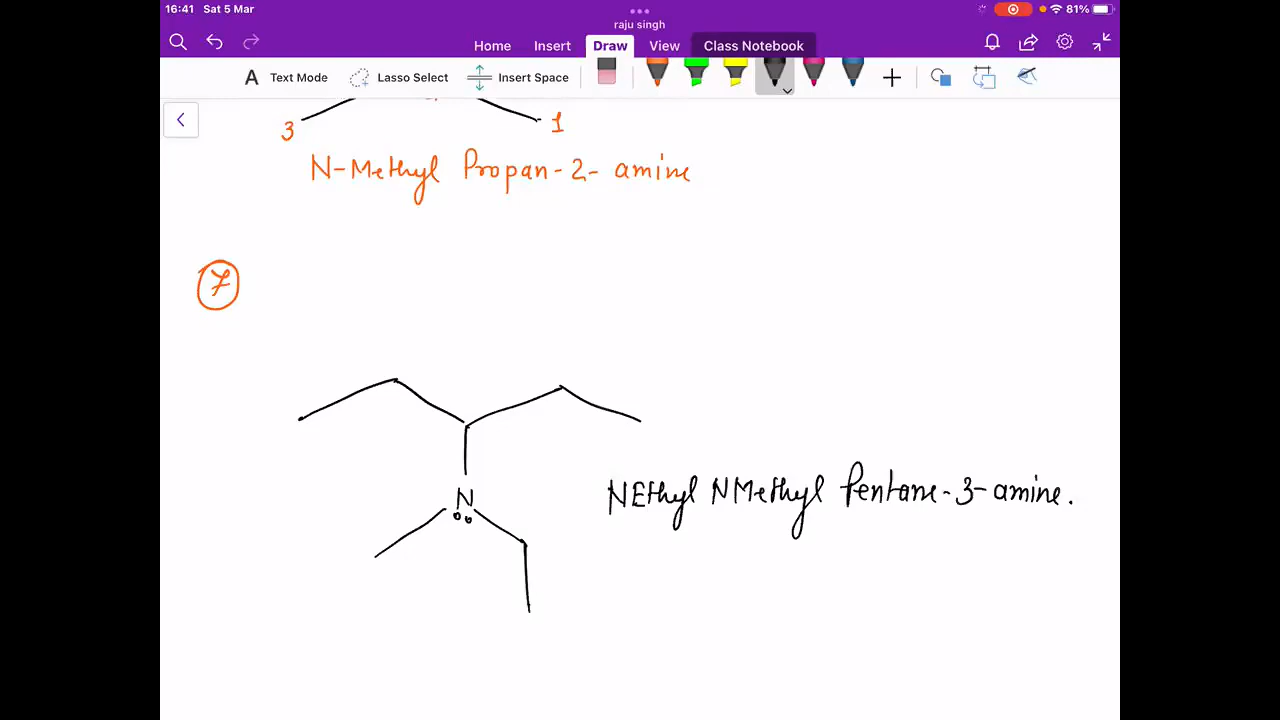 16:41 Sat 5 Mar 81%
raju singh
Home Insert Draw View Class Notebook
A Text Mode Lasso Select Insert Space
3 1
N-Methyl Propan-2-amine
7
N
NEthyl NMethyl Pentane-3-amine.